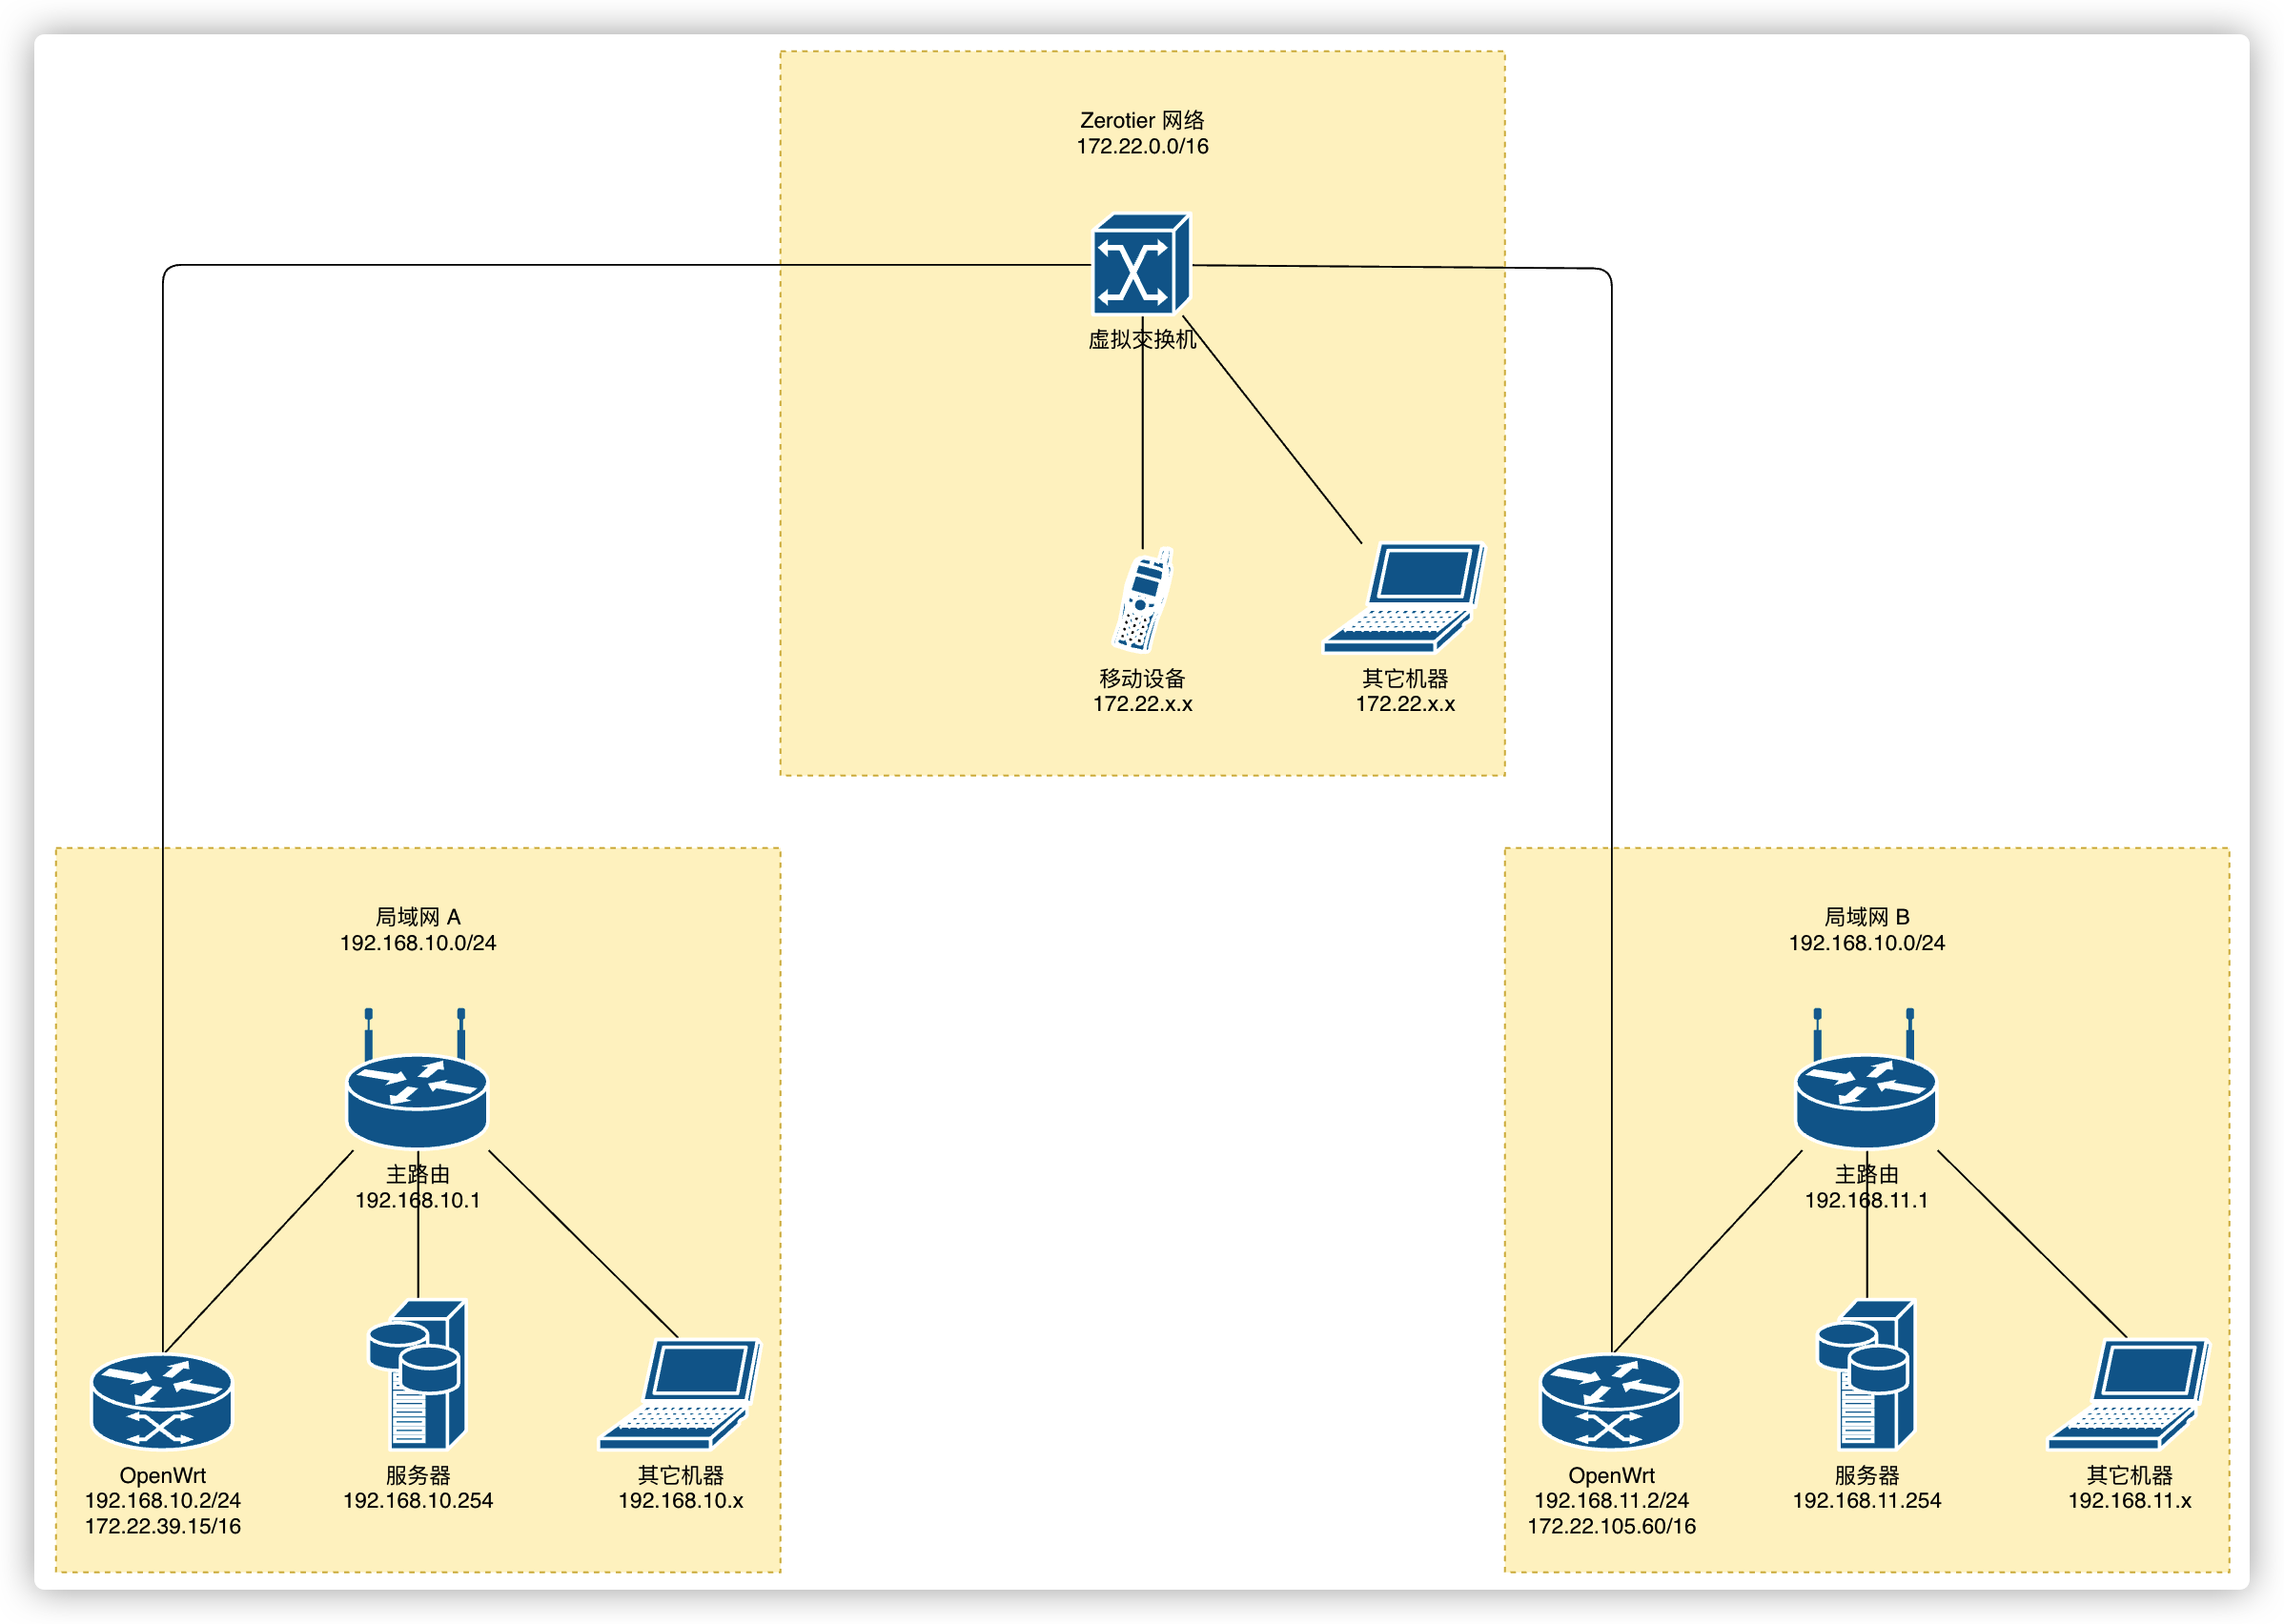 Zerotier 网络
172.22.0.0/16
虚拟交换机
移动设备
172.22.x.x
其它机器
172.22.x.x
局域网 A
192.168.10.0/24
主路由
192.168.10.1
OpenWrt
192.168.10.2/24
172.22.39.15/16
服务器
192.168.10.254
其它机器
192.168.10.x
局域网 B
192.168.10.0/24
主路由
192.168.11.1
OpenWrt
192.168.11.2/24
172.22.105.60/16
服务器
192.168.11.254
其它机器
192.168.11.x